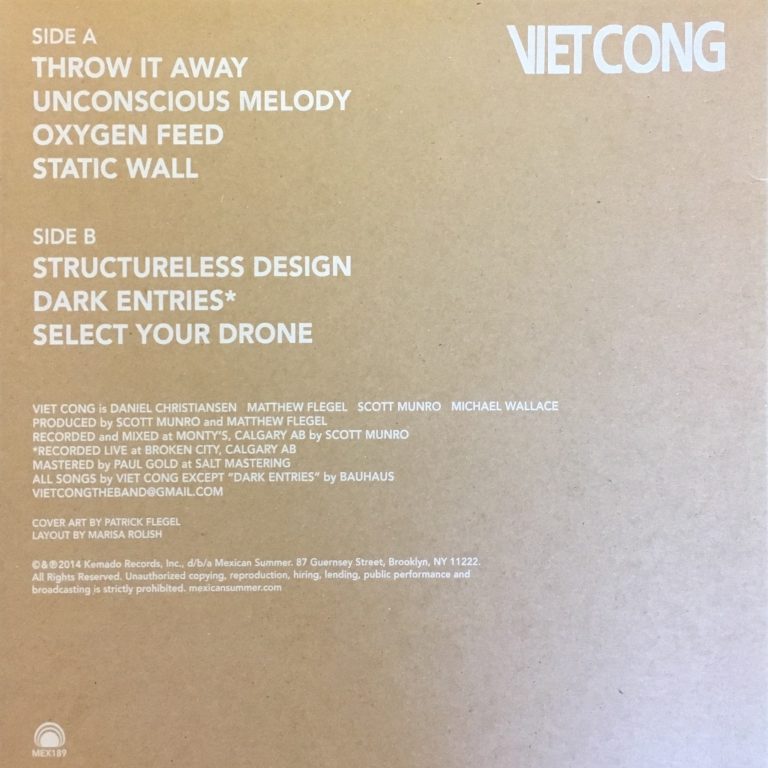 SIDE A
VIET CONG
THROW IT AWAY
UNCONSCIOUS MELODY
OXYGEN FEED
STATIC WALL
SIDE B
STRUCTURELESS DESIGN
DARK ENTRIES*
SELECT YOUR DRONE
VIET CONG is DANIEL CHRISTIANSEN MATTHEW FLEGEL SCOTT MUNRO MICHAEL WALLACE
PRODUCED by SCOTT MUNRO and MATTHEW FLEGEL
RECORDED and MIXED at MONTY'S, CALGARY AB by SCOTT MUNRO
*RECORDED LIVE at BROKEN CITY, CALGARY AB
MASTERED by PAUL GOLD at SALT MASTERING
ALL SONGS by VIET CONG EXCEPT "DARK ENTRIES" by BAUHAUS
VIETCONGTHEBAND@GMAIL.COM
COVER ART BY PATRICK FLEGEL
LAYOUT BY MARISA ROLISH
©&℗2014 Kemado Records, Inc., d/b/a Mexican Summer. 87 Guernsey Street, Brooklyn, NY 11222.
All Rights Reserved. Unauthorized copying, reproduction, hiring, lending, public performance and
broadcasting is strictly prohibited. mexicansummer.com
MEX189